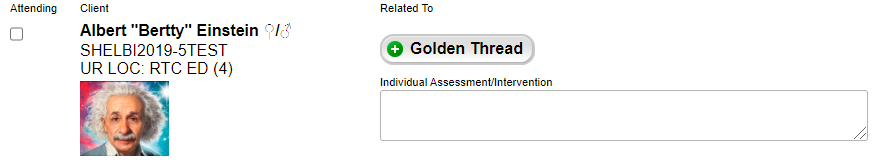 Attending
Client
Related To
Albert "Bertty" Einstein ♀/♂
SHELBI2019-5TEST
UR LOC: RTC ED (4)
Golden Thread
Individual Assessment/Intervention